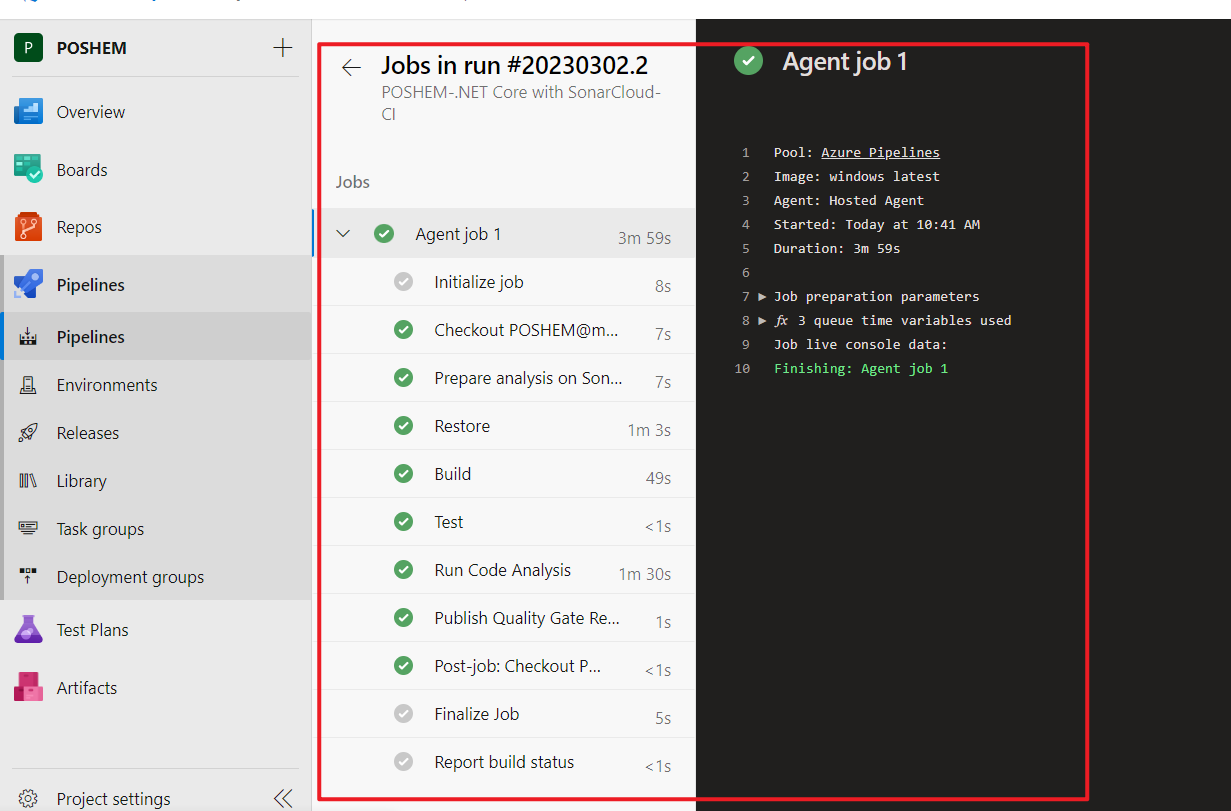 P POSHEM
Overview
Boards
Repos
Pipelines
Pipelines
Environments
Releases
Library
Task groups
Deployment groups
Test Plans
Artifacts
Project settings
Jobs in run #20230302.2
POSHEM-.NET Core with SonarCloud-
CI
Jobs
Agent job 1 3m 59s
Initialize job 8s
Checkout POSHEM@m... 7s
Prepare analysis on Son... 7s
Restore 1m 3s
Build 49s
Test <1s
Run Code Analysis 1m 30s
Publish Quality Gate Re... 1s
Post-job: Checkout P... <1s
Finalize Job 5s
Report build status <1s
Agent job 1
1 Pool: Azure Pipelines
2 Image: windows latest
3 Agent: Hosted Agent
4 Started: Today at 10:41 AM
5 Duration: 3m 59s
6
7 ▶ Job preparation parameters
8 ▶ fx 3 queue time variables used
9 Job live console data:
10 Finishing: Agent job 1